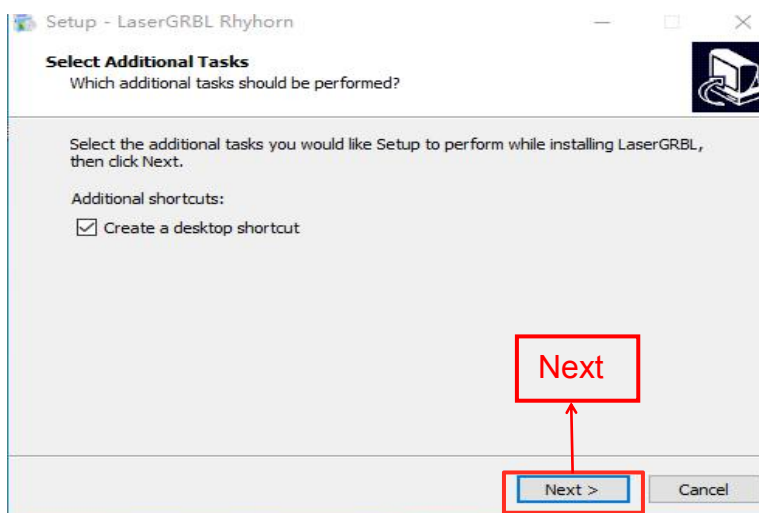 Setup - LaserGRBL Rhyhorn
Select Additional Tasks
Which additional tasks should be performed?
Select the additional tasks you would like Setup to perform while installing LaserGRBL,
then click Next.
Additional shortcuts:
Create a desktop shortcut
Next
Next >
Cancel